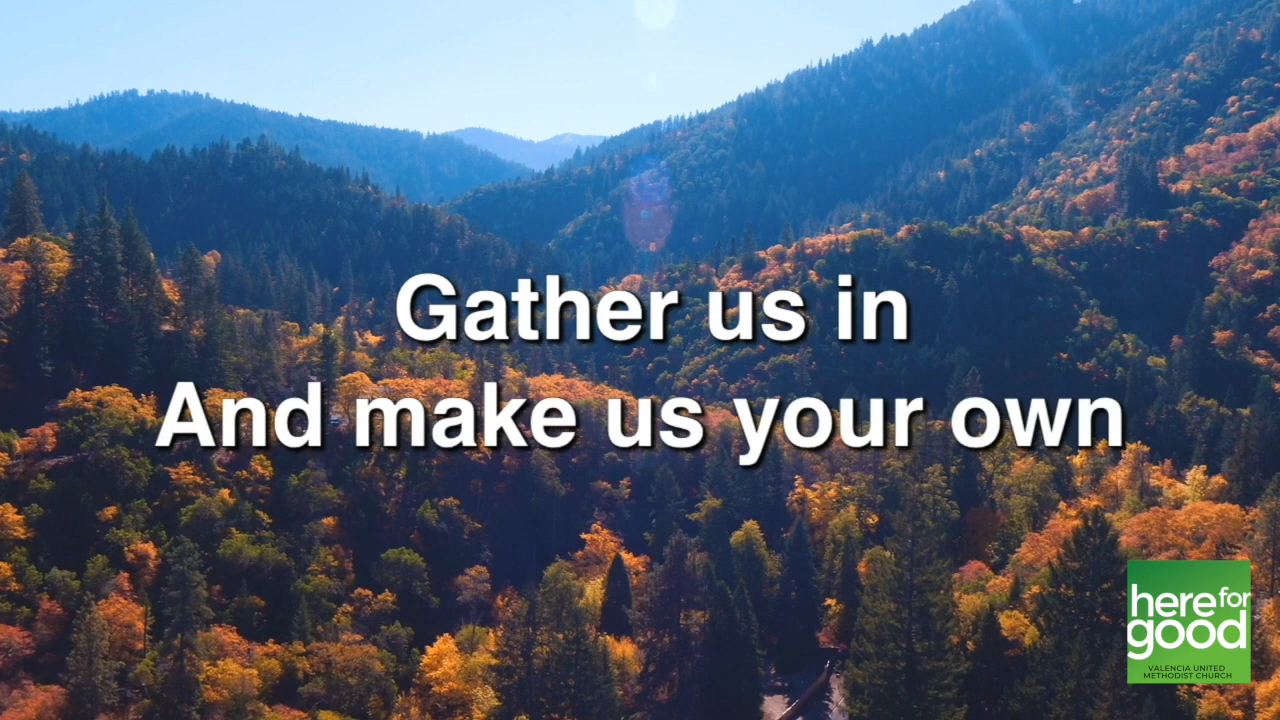 Gather us in
And make us your own
here for
good
VALENCIA UNITED
METHODIST CHURCH